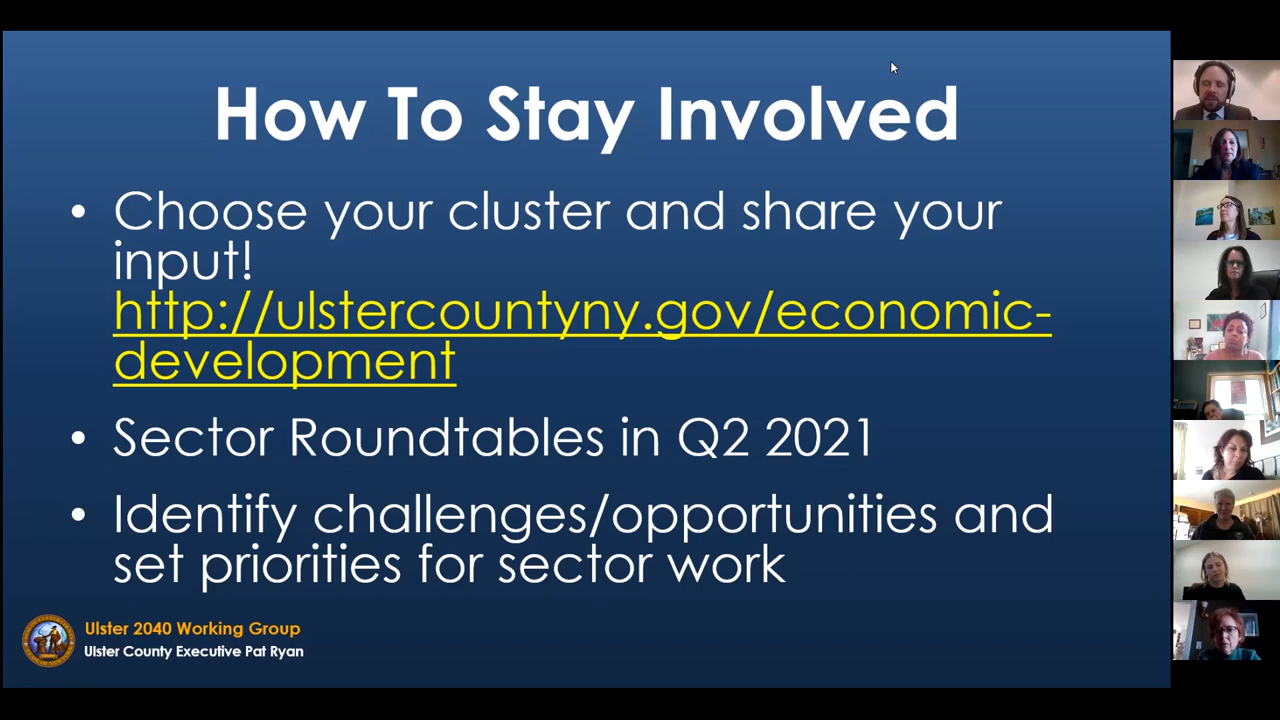 How To Stay Involved
• Choose your cluster and share your
input!
http://ulstercountyny.gov/economic-
development
• Sector Roundtables in Q2 2021
• Identify challenges/opportunities and
set priorities for sector work
Ulster 2040 Working Group
Ulster County Executive Pat Ryan